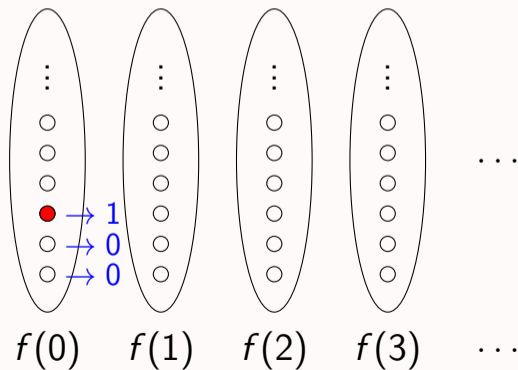 ⋮ ⋮ ⋮ ⋮
…
→ 1
→ 0
→ 0
f(0) f(1) f(2) f(3) …